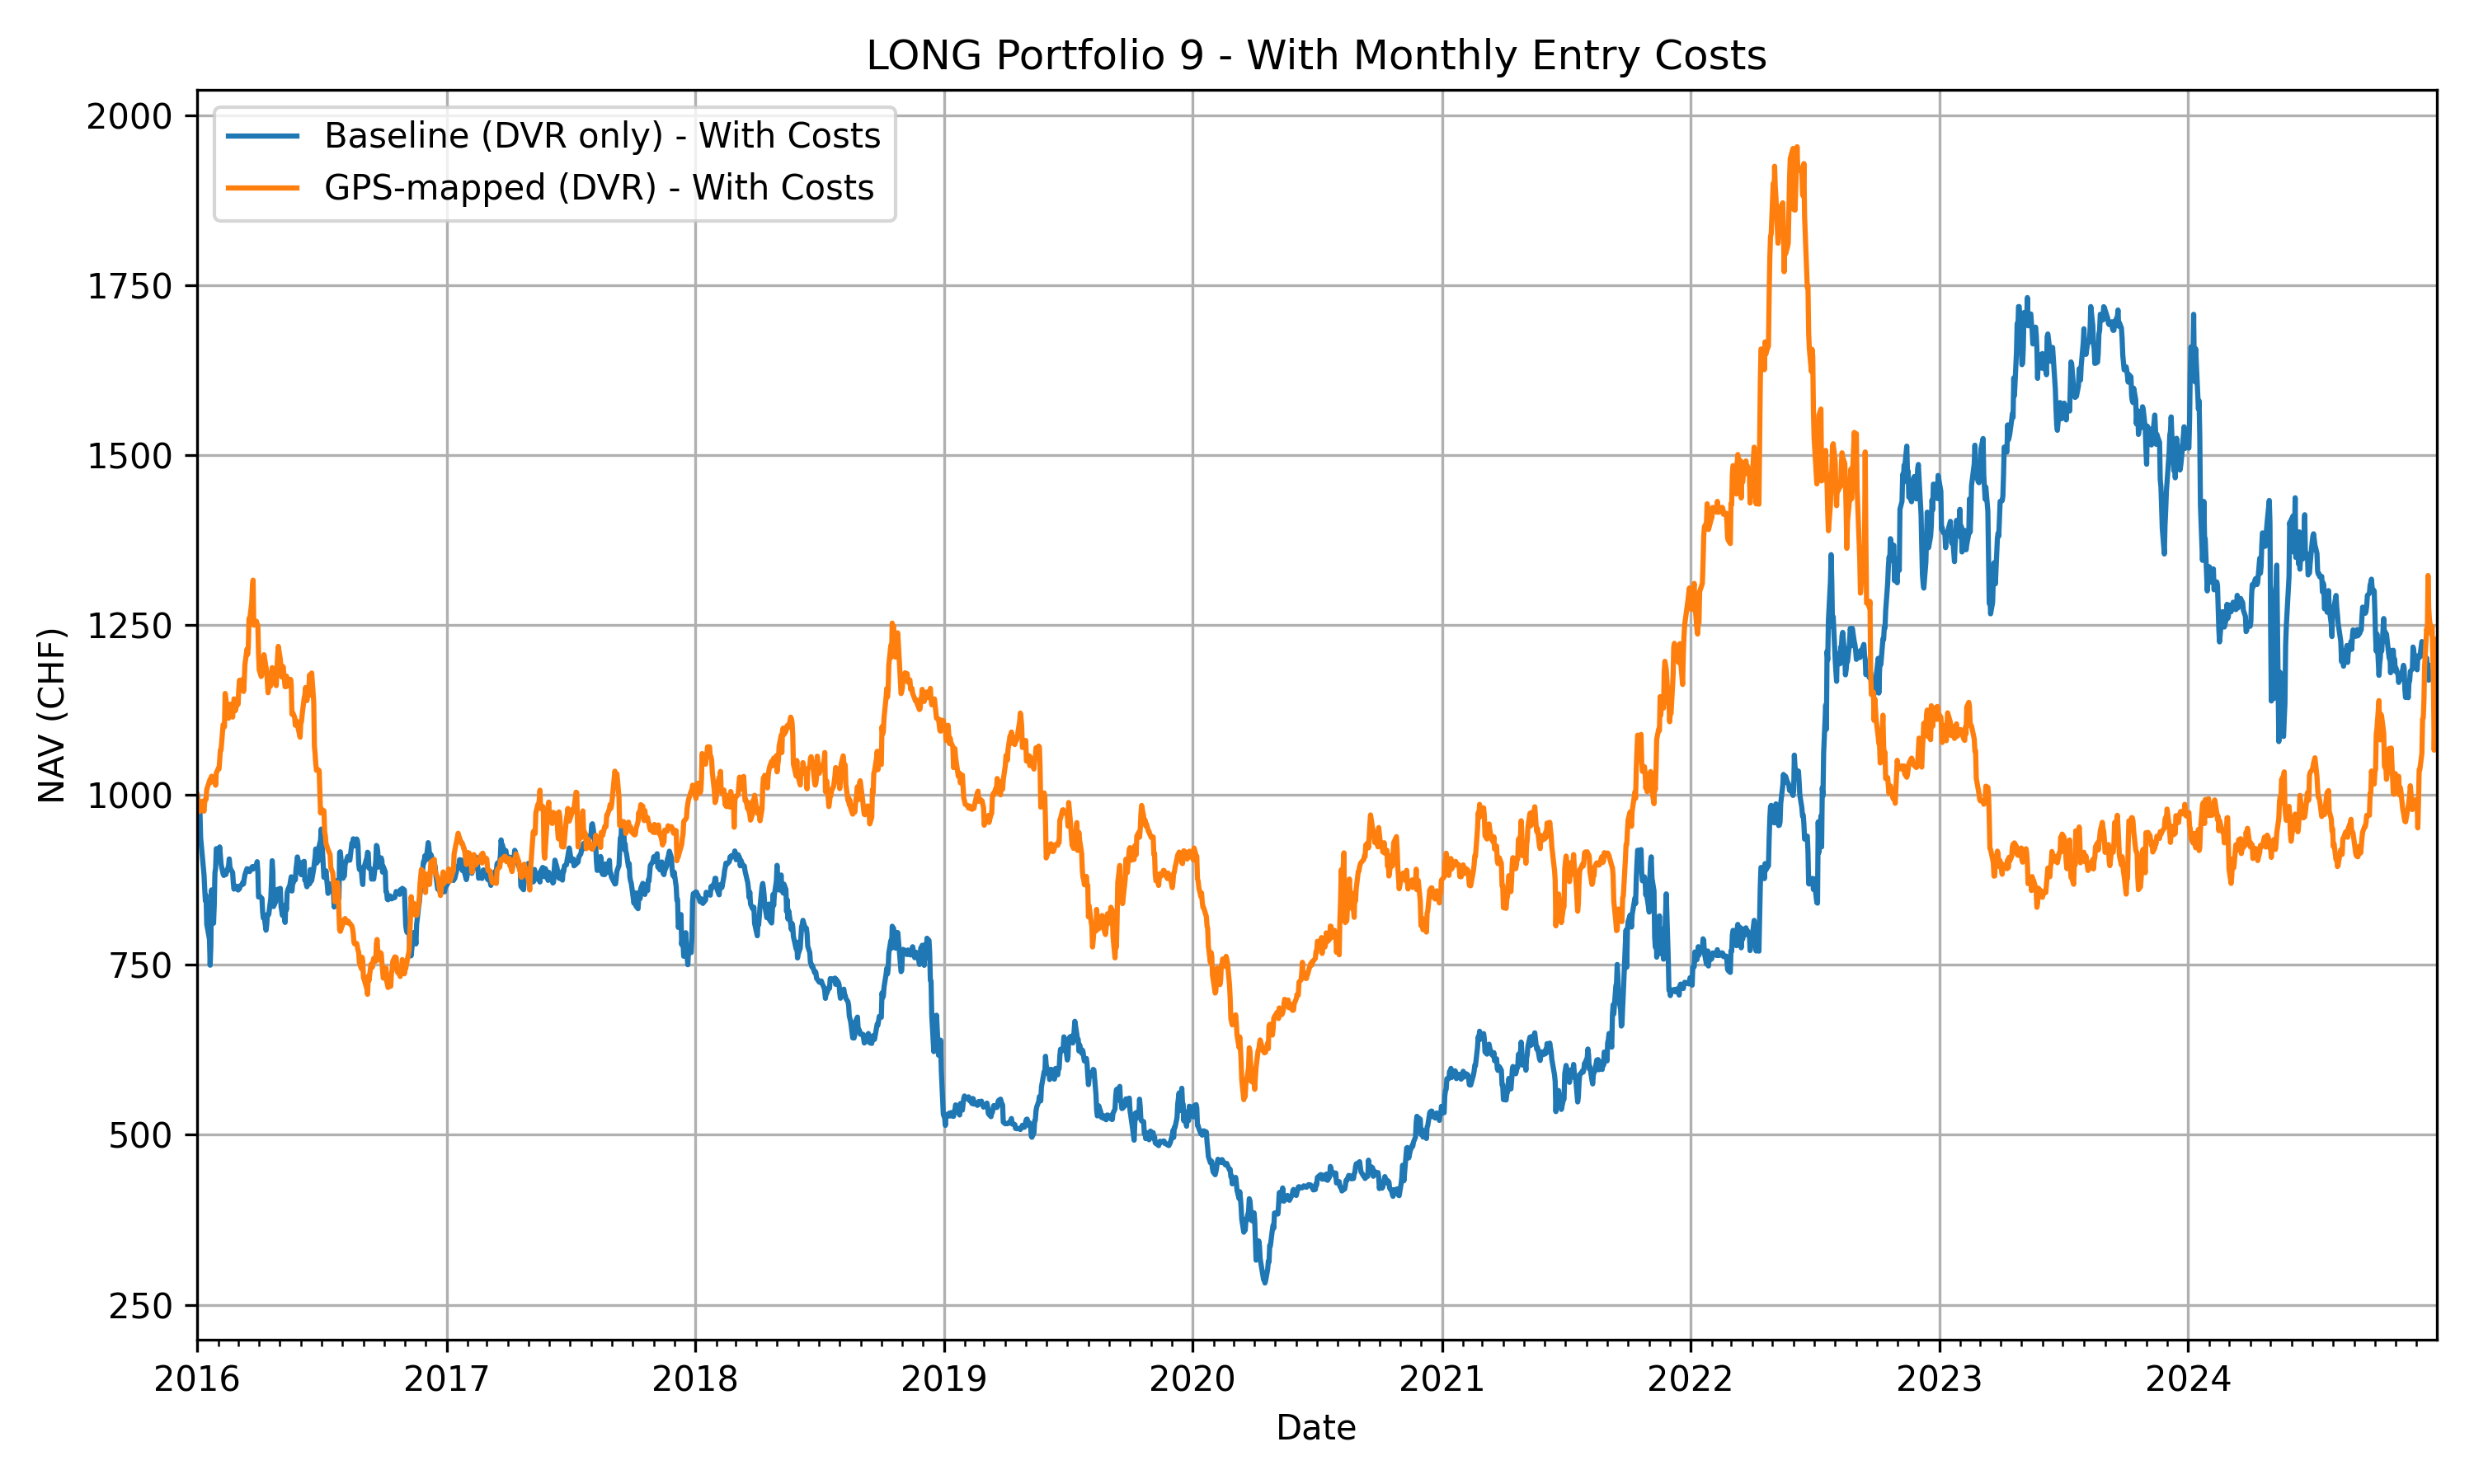 LONG Portfolio 9 - With Monthly Entry Costs
Baseline (DVR only) - With Costs
GPS-mapped (DVR) - With Costs
2000
1750
1500
1250
1000
750
500
250
NAV (CHF)
2016 2017 2018 2019 2020 2021 2022 2023 2024
Date